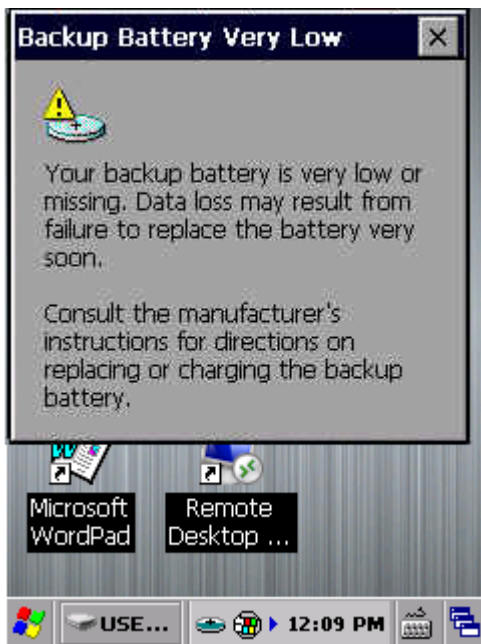 Backup Battery Very Low
Your backup battery is very low or
missing. Data loss may result from
failure to replace the battery very
soon.
Consult the manufacturer's
instructions for directions on
replacing or charging the backup
battery.
Microsoft
WordPad
Remote
Desktop ...
USE...
12:09 PM